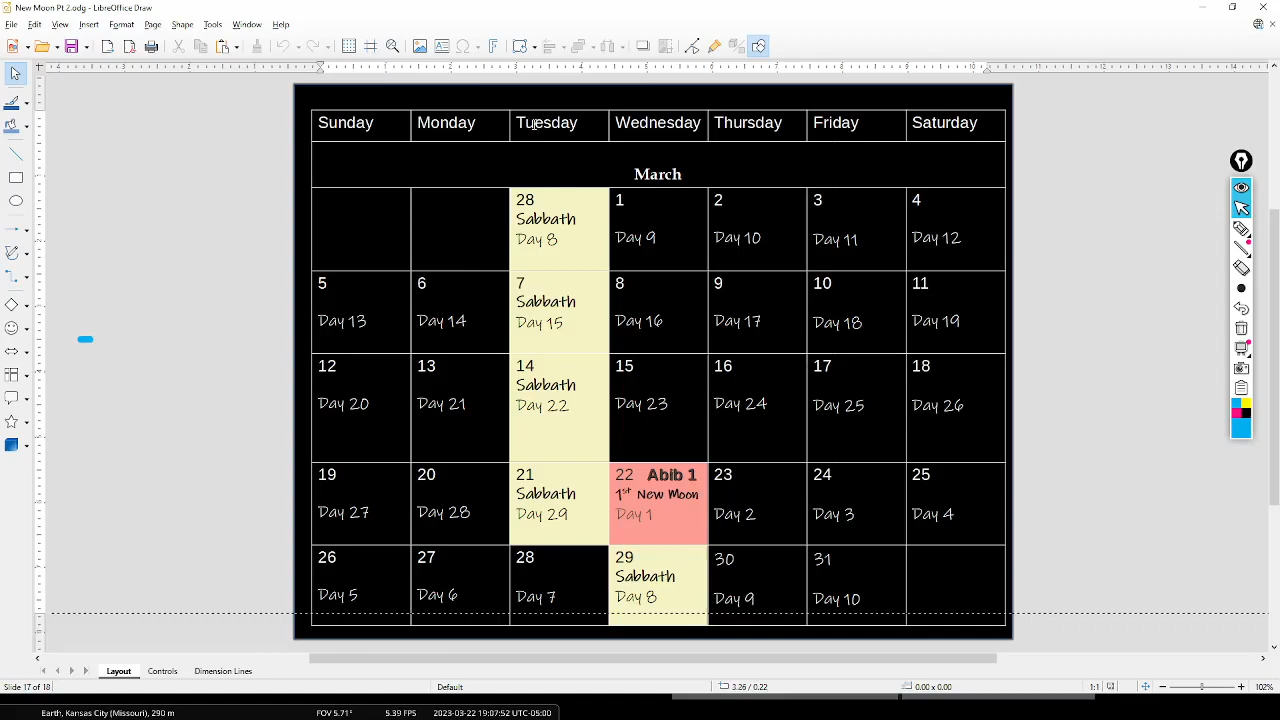 New Moon Pt 2.odg - LibreOffice Draw
File Edit View Insert Format Page Shape Tools Window Help
Sunday Monday Tuesday Wednesday Thursday Friday Saturday
March
28 1 2 3 4
Sabbath
Day 8 Day 9 Day 10 Day 11 Day 12
5 6 7 8 9 10 11
Sabbath
Day 13 Day 14 Day 15 Day 16 Day 17 Day 18 Day 19
12 13 14 15 16 17 18
Sabbath
Day 20 Day 21 Day 22 Day 23 Day 24 Day 25 Day 26
19 20 21 22 Abib 1 23 24 25
Sabbath 1st New Moon
Day 27 Day 28 Day 29 Day 1 Day 2 Day 3 Day 4
26 27 28 29 30 31
Sabbath
Day 5 Day 6 Day 7 Day 8 Day 9 Day 10
Layout Controls Dimension Lines
Slide 17 of 18 Default 3.26 / 0.22 0.00 x 0.00 1:1 102%
Earth, Kansas City (Missouri), 290 m FOV 5.71° 5.39 FPS 2023-03-22 19:07:52 UTC-05:00